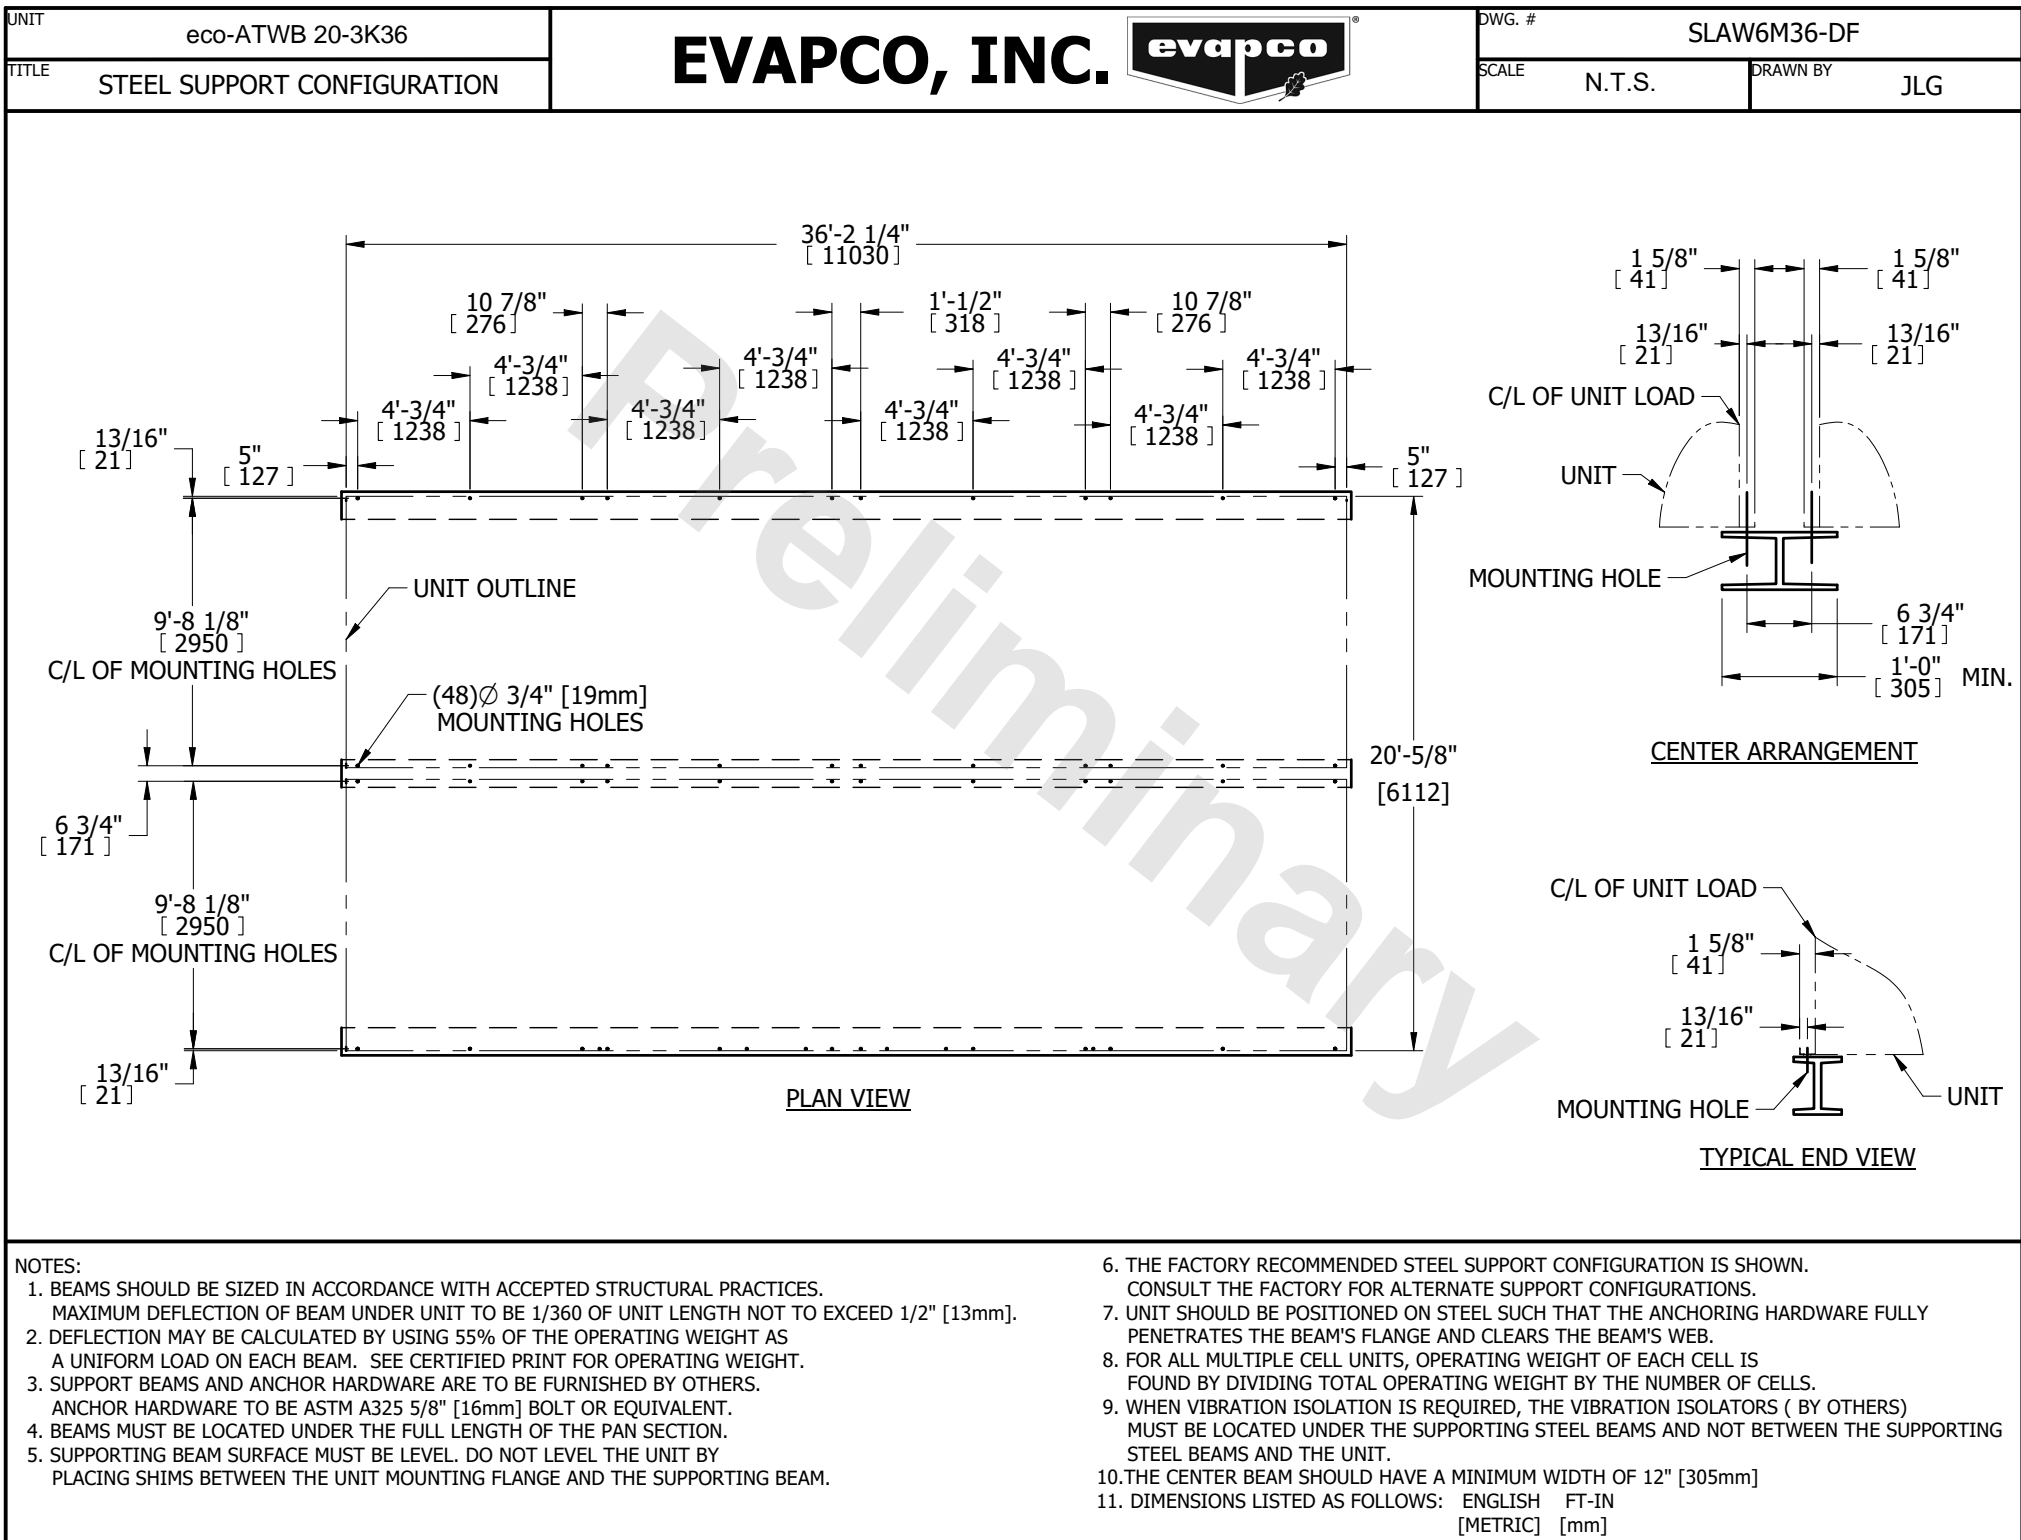 UNIT
eco-ATWB 20-3K36
TITLE
STEEL SUPPORT CONFIGURATION
EVAPCO, INC.
evapco
®
DWG. #
SLAW6M36-DF
SCALE
N.T.S.
DRAWN BY
JLG
36'-2 1/4"
[ 11030 ]
10 7/8"
[ 276 ]
1'-1/2"
[ 318 ]
10 7/8"
[ 276 ]
4'-3/4"
[ 1238 ]
4'-3/4"
[ 1238 ]
4'-3/4"
[ 1238 ]
4'-3/4"
[ 1238 ]
4'-3/4"
[ 1238 ]
4'-3/4"
[ 1238 ]
4'-3/4"
[ 1238 ]
4'-3/4"
[ 1238 ]
13/16"
[ 21 ]
5"
[ 127 ]
5"
[ 127 ]
UNIT OUTLINE
9'-8 1/8"
[ 2950 ]
C/L OF MOUNTING HOLES
(48)Ø 3/4" [19mm]
MOUNTING HOLES
20'-5/8"
[6112]
6 3/4"
[ 171 ]
9'-8 1/8"
[ 2950 ]
C/L OF MOUNTING HOLES
13/16"
[ 21 ]
PLAN VIEW
Preliminary
1 5/8"
[ 41 ]
1 5/8"
[ 41 ]
13/16"
[ 21 ]
13/16"
[ 21 ]
C/L OF UNIT LOAD
UNIT
MOUNTING HOLE
6 3/4"
[ 171 ]
1'-0"
[ 305 ]
MIN.
CENTER ARRANGEMENT
C/L OF UNIT LOAD
1 5/8"
[ 41 ]
13/16"
[ 21 ]
MOUNTING HOLE
UNIT
TYPICAL END VIEW
NOTES:
1. BEAMS SHOULD BE SIZED IN ACCORDANCE WITH ACCEPTED STRUCTURAL PRACTICES.
MAXIMUM DEFLECTION OF BEAM UNDER UNIT TO BE 1/360 OF UNIT LENGTH NOT TO EXCEED 1/2" [13mm].
2. DEFLECTION MAY BE CALCULATED BY USING 55% OF THE OPERATING WEIGHT AS
A UNIFORM LOAD ON EACH BEAM. SEE CERTIFIED PRINT FOR OPERATING WEIGHT.
3. SUPPORT BEAMS AND ANCHOR HARDWARE ARE TO BE FURNISHED BY OTHERS.
ANCHOR HARDWARE TO BE ASTM A325 5/8" [16mm] BOLT OR EQUIVALENT.
4. BEAMS MUST BE LOCATED UNDER THE FULL LENGTH OF THE PAN SECTION.
5. SUPPORTING BEAM SURFACE MUST BE LEVEL. DO NOT LEVEL THE UNIT BY
PLACING SHIMS BETWEEN THE UNIT MOUNTING FLANGE AND THE SUPPORTING BEAM.
6. THE FACTORY RECOMMENDED STEEL SUPPORT CONFIGURATION IS SHOWN.
CONSULT THE FACTORY FOR ALTERNATE SUPPORT CONFIGURATIONS.
7. UNIT SHOULD BE POSITIONED ON STEEL SUCH THAT THE ANCHORING HARDWARE FULLY
PENETRATES THE BEAM'S FLANGE AND CLEARS THE BEAM'S WEB.
8. FOR ALL MULTIPLE CELL UNITS, OPERATING WEIGHT OF EACH CELL IS
FOUND BY DIVIDING TOTAL OPERATING WEIGHT BY THE NUMBER OF CELLS.
9. WHEN VIBRATION ISOLATION IS REQUIRED, THE VIBRATION ISOLATORS ( BY OTHERS)
MUST BE LOCATED UNDER THE SUPPORTING STEEL BEAMS AND NOT BETWEEN THE SUPPORTING
STEEL BEAMS AND THE UNIT.
10.THE CENTER BEAM SHOULD HAVE A MINIMUM WIDTH OF 12" [305mm]
11. DIMENSIONS LISTED AS FOLLOWS: ENGLISH FT-IN
[METRIC] [mm]